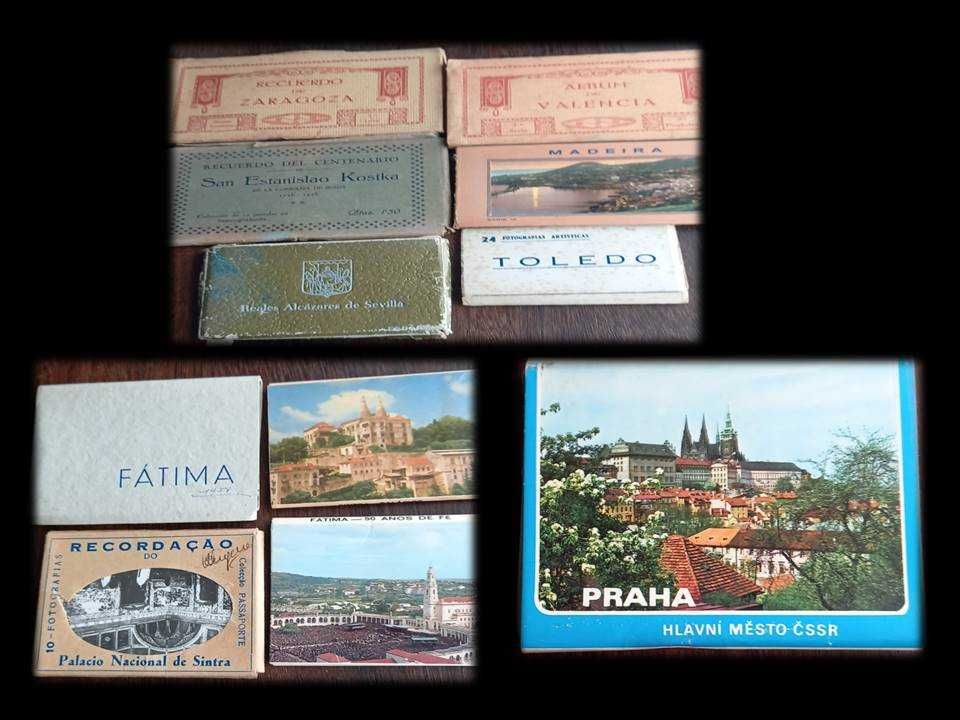 RECUERDO
DE
ZARAGOZA
ALBUM
DE
VALENCIA
RECUERDO DEL CENTENARIO
San Estanislao Kostka
MADEIRA
24 FOTOGRAFIAS ARTISTICAS
TOLEDO
Reales Alcázares de Sevilla
FÁTIMA
RECORDAÇÃO
DO
10-FOTOGRAFIAS
Colecção PASSAPORTE
Palacio Nacional de Sintra
FÁTIMA — 50 ANOS DE FÉ
PRAHA
HLAVNÍ MĚSTO ČSSR